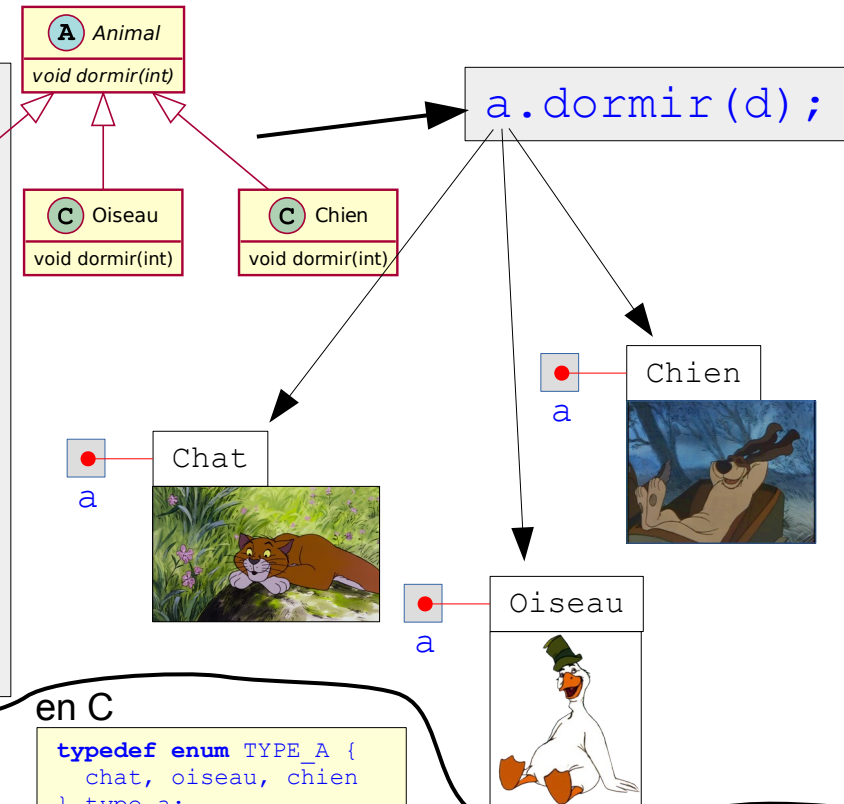 A Animal
void dormir(int)
a.dormir(d);
C Oiseau
void dormir(int)
C Chien
void dormir(int)
Chien
a
Chat
a
Oiseau
a
en C
typedef enum TYPE_A {
chat, oiseau, chien
} type_a;